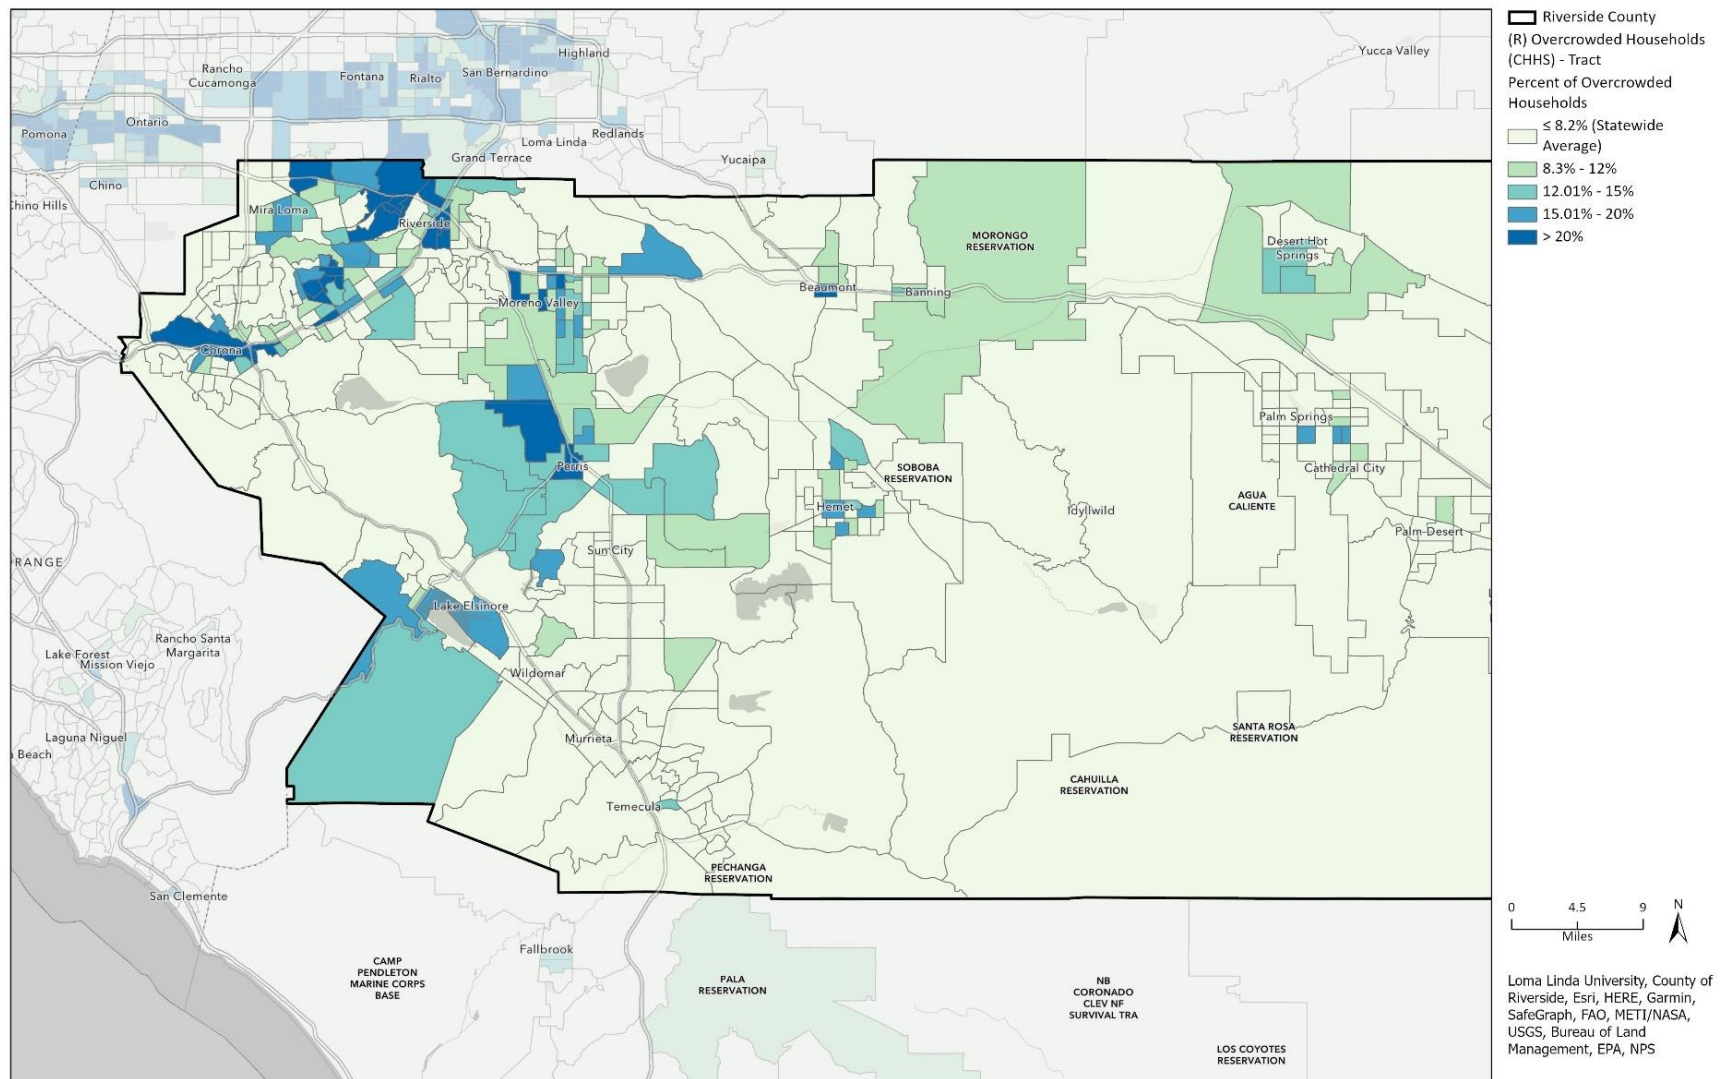 Riverside County
(R) Overcrowded Households
(CHHS) - Tract
Percent of Overcrowded
Households
≤ 8.2% (Statewide
Average)
8.3% - 12%
12.01% - 15%
15.01% - 20%
> 20%
Highland
Yucca Valley
Rancho
Cucamonga
Fontana
Rialto
San Bernardino
Pomona
Ontario
Loma Linda
Redlands
Grand Terrace
Yucaipa
Chino
Chino Hills
Mira Loma
Riverside
MORONGO
RESERVATION
Desert Hot
Springs
Moreno Valley
Beaumont
Banning
Corona
Palm Springs
Perris
SOBOBA
RESERVATION
Cathedral City
Hemet
AGUA
CALIENTE
Idyllwild
Palm Desert
Sun City
RANGE
Lake Elsinore
Rancho Santa
Margarita
Lake Forest
Mission Viejo
Wildomar
Laguna Niguel
Murrieta
SANTA ROSA
RESERVATION
Beach
CAHUILLA
RESERVATION
Temecula
PECHANGA
RESERVATION
San Clemente
Fallbrook
CAMP
PENDLETON
MARINE CORPS
BASE
PALA
RESERVATION
NB
CORONADO
CLEV NF
SURVIVAL TRA
LOS COYOTES
RESERVATION
0 4.5 9
Miles
N
Loma Linda University, County of
Riverside, Esri, HERE, Garmin,
SafeGraph, FAO, METI/NASA,
USGS, Bureau of Land
Management, EPA, NPS